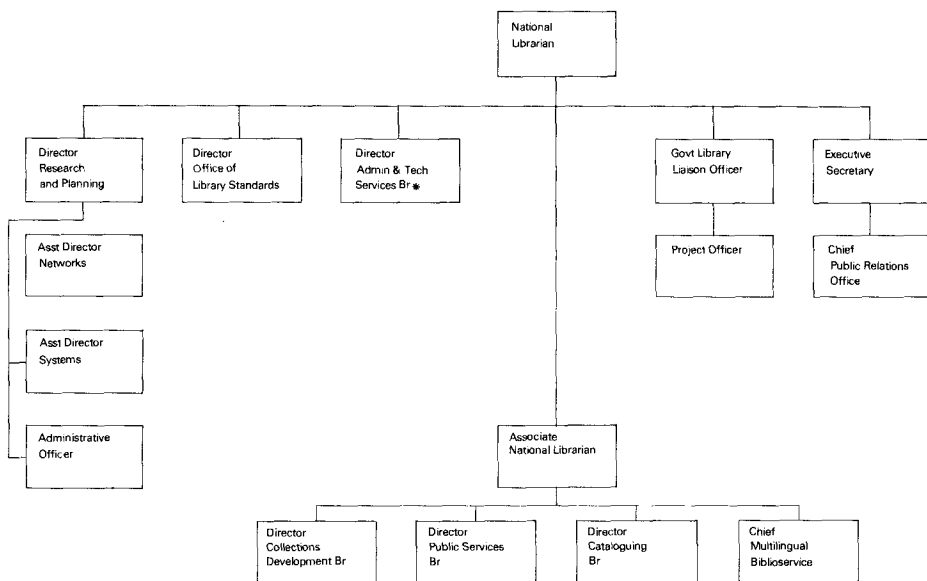 National
Librarian
Director
Research
and Planning
Director
Office of
Library Standards
Director
Admin & Tech
Services Br *
Govt Library
Liaison Officer
Executive
Secretary
Asst Director
Networks
Project Officer
Chief
Public Relations
Office
Asst Director
Systems
Administrative
Officer
Associate
National Librarian
Director
Collections
Development Br
Director
Public Services
Br
Director
Cataloguing
Br
Chief
Multilingual
Biblioservice